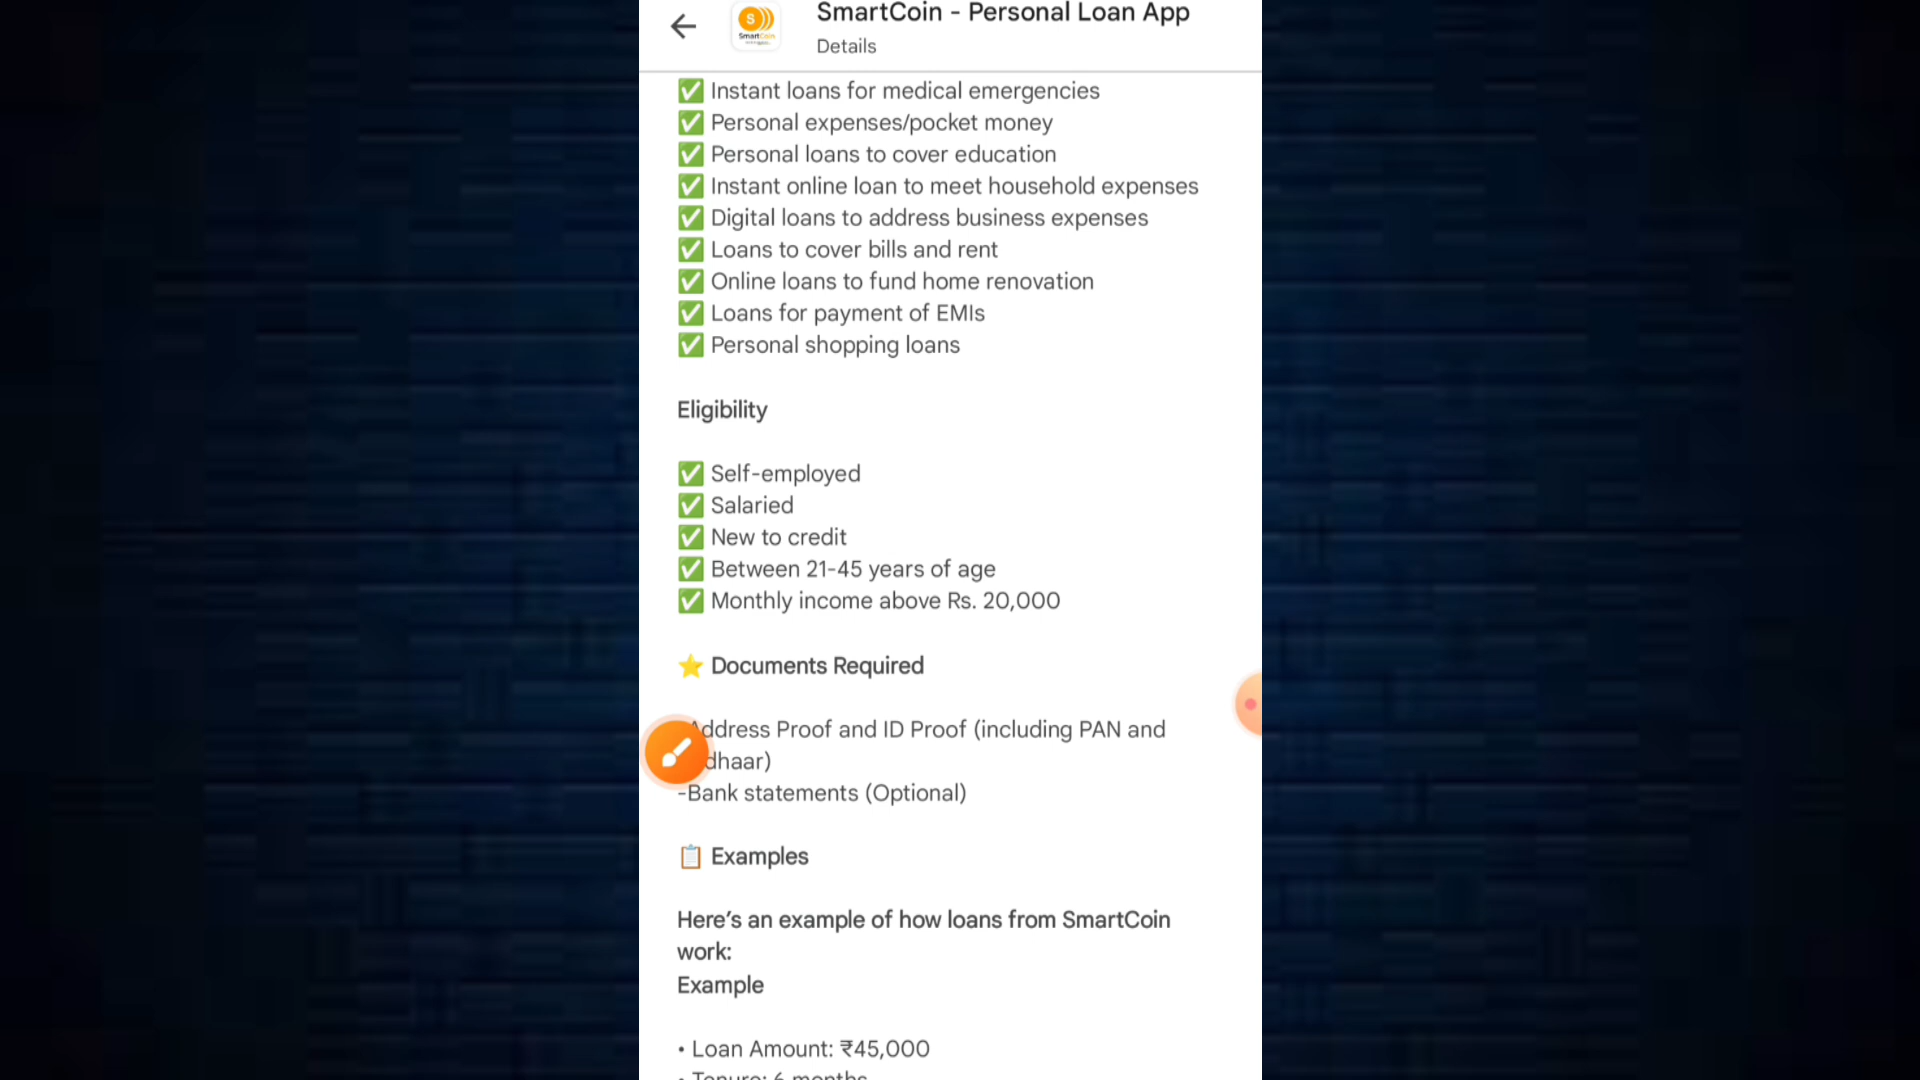 SmartCoin - Personal Loan App
Details
S
SmartCoin
✅ Instant loans for medical emergencies
✅ Personal expenses/pocket money
✅ Personal loans to cover education
✅ Instant online loan to meet household expenses
✅ Digital loans to address business expenses
✅ Loans to cover bills and rent
✅ Online loans to fund home renovation
✅ Loans for payment of EMIs
✅ Personal shopping loans
Eligibility
✅ Self-employed
✅ Salaried
✅ New to credit
✅ Between 21-45 years of age
✅ Monthly income above Rs. 20,000
⭐ Documents Required
Address Proof and ID Proof (including PAN and
dhaar)
-Bank statements (Optional)
📋 Examples
Here's an example of how loans from SmartCoin
work:
Example
• Loan Amount: ₹45,000
• Tenure: 6 months